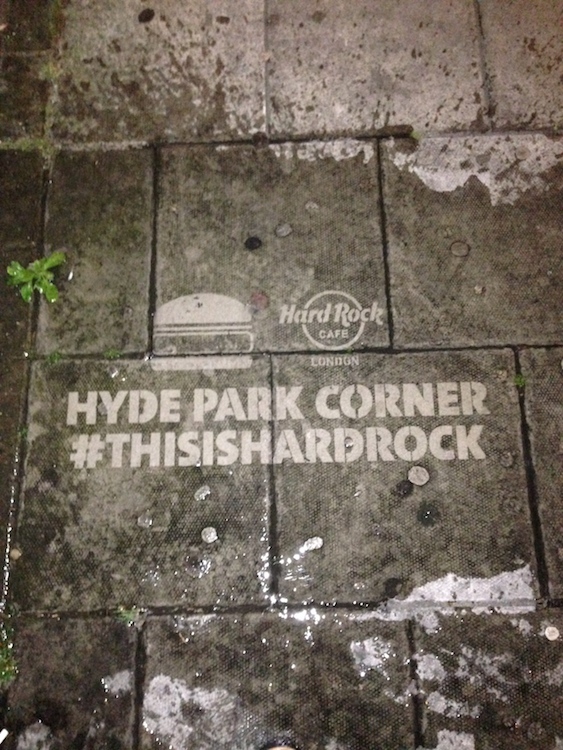 Hard Rock
CAFE
LONDON
HYDE PARK CORNER
#THISISHARDROCK